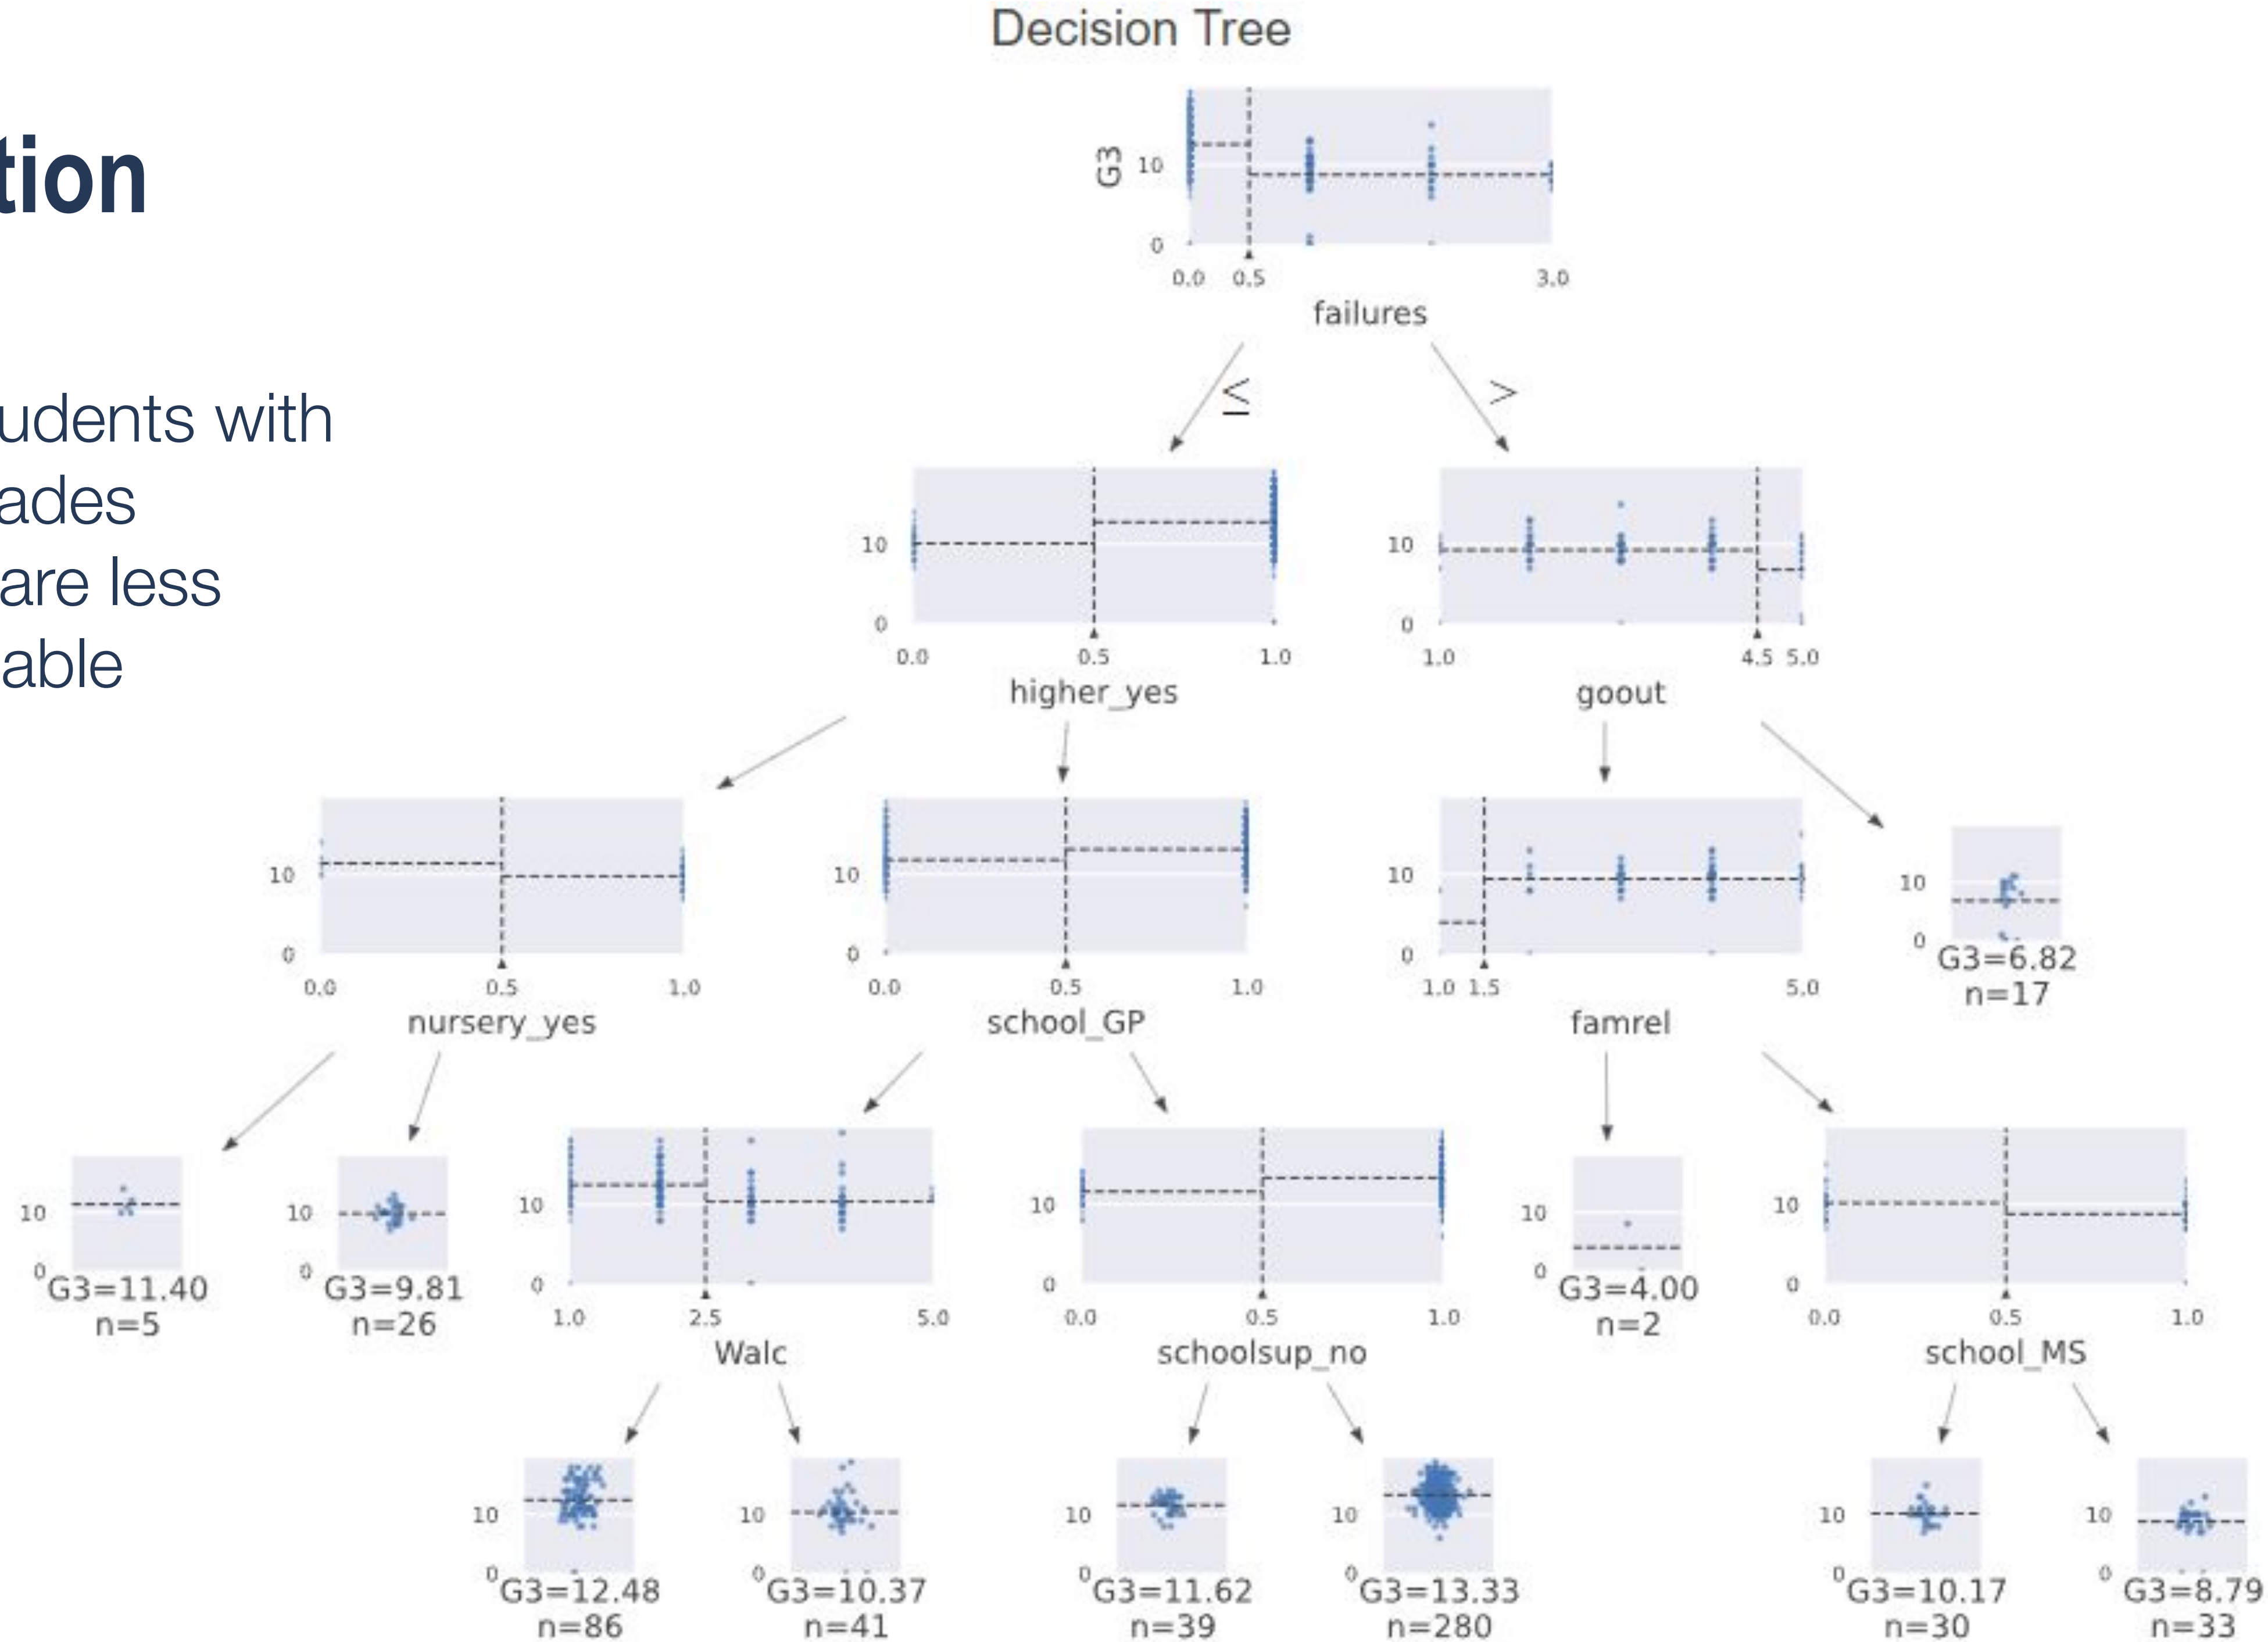 Decision Tree
tion
udents with
ades
are less
able
G3
10
0
0.0 0.5 3.0
failures
≤ >
10
0
0.0 0.5 1.0
higher_yes
10
0
1.0 4.5 5.0
goout
10
0
0.0 0.5 1.0
nursery_yes
10
0
0.0 0.5 1.0
school_GP
10
0
1.0 1.5 5.0
famrel
10
0
G3=6.82
n=17
10
0
G3=11.40
n=5
10
0
G3=9.81
n=26
10
0
1.0 2.5 5.0
Walc
10
0
0.0 0.5 1.0
schoolsup_no
10
0
G3=4.00
n=2
10
0
0.0 0.5 1.0
school_MS
10
0
G3=12.48
n=86
10
0
G3=10.37
n=41
10
0
G3=11.62
n=39
10
0
G3=13.33
n=280
10
0
G3=10.17
n=30
10
0
G3=8.79
n=33